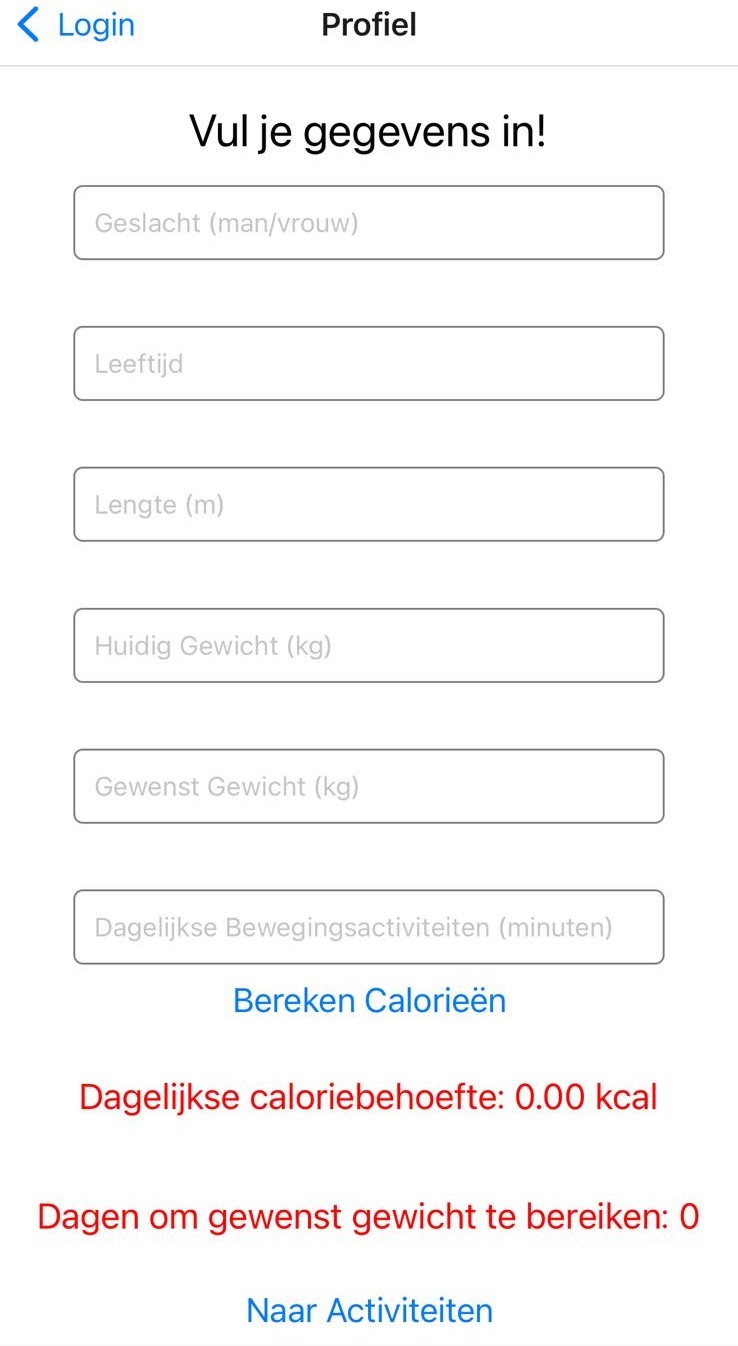 Login
Profiel
Vul je gegevens in!
Geslacht (man/vrouw)
Leeftijd
Lengte (m)
Huidig Gewicht (kg)
Gewenst Gewicht (kg)
Dagelijkse Bewegingsactiviteiten (minuten)
Bereken Calorieën
Dagelijkse caloriebehoefte: 0.00 kcal
Dagen om gewenst gewicht te bereiken: 0
Naar Activiteiten